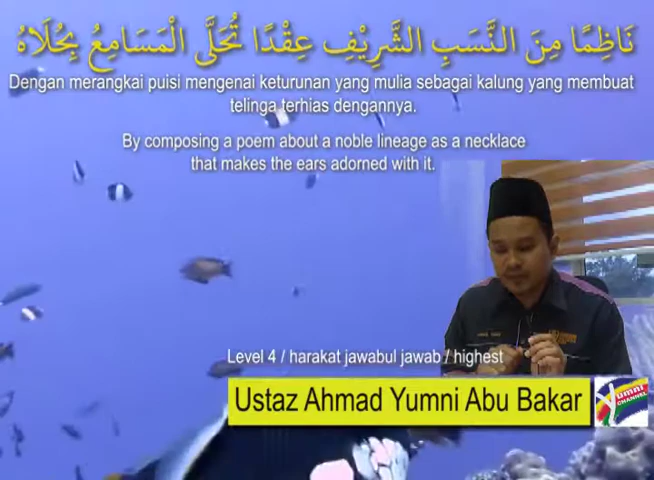 نَاظِمًا مِنَ النَّسَبِ الشَّرِيْفِ عِقْدًا تُحَلَّى الْمَسَامِعُ بِحُلَاهُ
Dengan merangkai puisi mengenai keturunan yang mulia sebagai kalung yang membuat
telinga terhias dengannya.
By composing a poem about a noble lineage as a necklace
that makes the ears adorned with it.
Level 4 / harakat jawabul jawab / highest
Ustaz Ahmad Yumni Abu Bakar
Yumni
CHANNEL